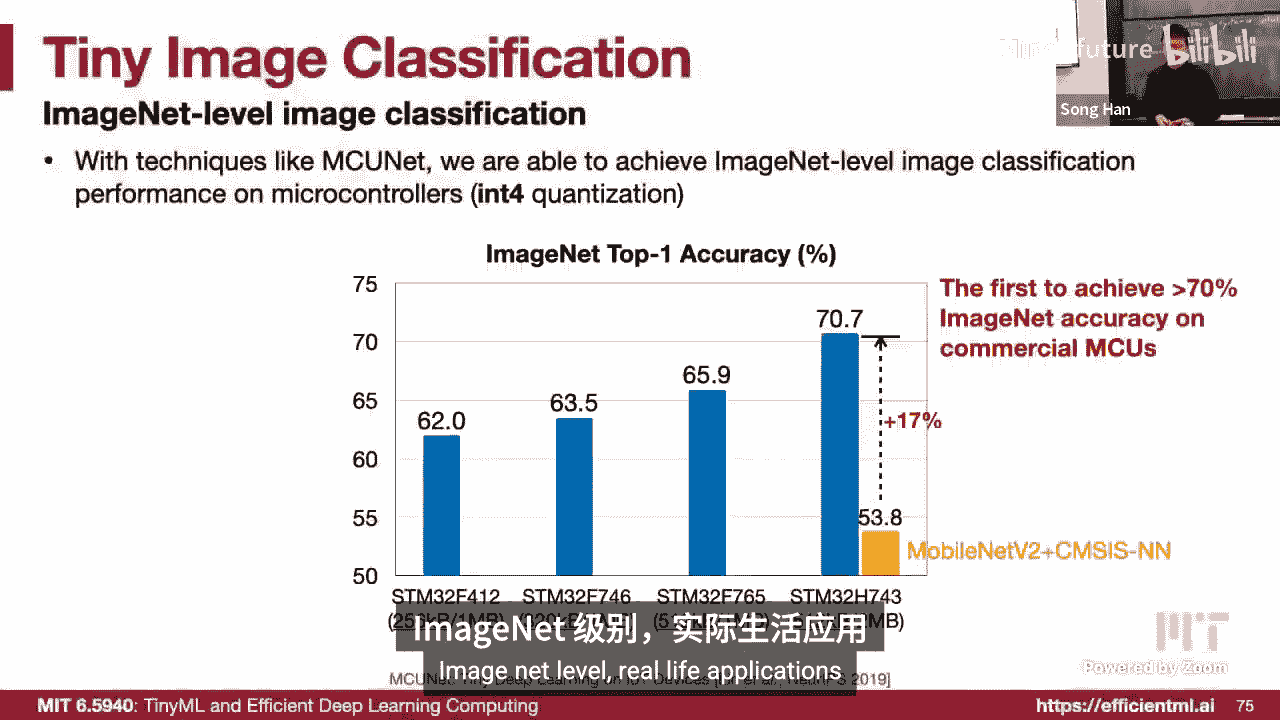 Tiny Image Classification
future bilibili
Song Han
ImageNet-level image classification
• With techniques like MCUNet, we are able to achieve ImageNet-level image classification
performance on microcontrollers (int4 quantization)
ImageNet Top-1 Accuracy (%)
75
70
65
60
55
50
62.0
63.5
65.9
70.7
+17%
53.8
The first to achieve >70%
ImageNet accuracy on
commercial MCUs
MobileNetV2+CMSIS-NN
STM32F412 STM32F746 STM32F765 STM32H743
ImageNet 级别，实际生活应用
Image net level, real life applications
MIT
Powered by Zoom
MIT 6.5940: TinyML and Efficient Deep Learning Computing
https://efficientml.ai
75